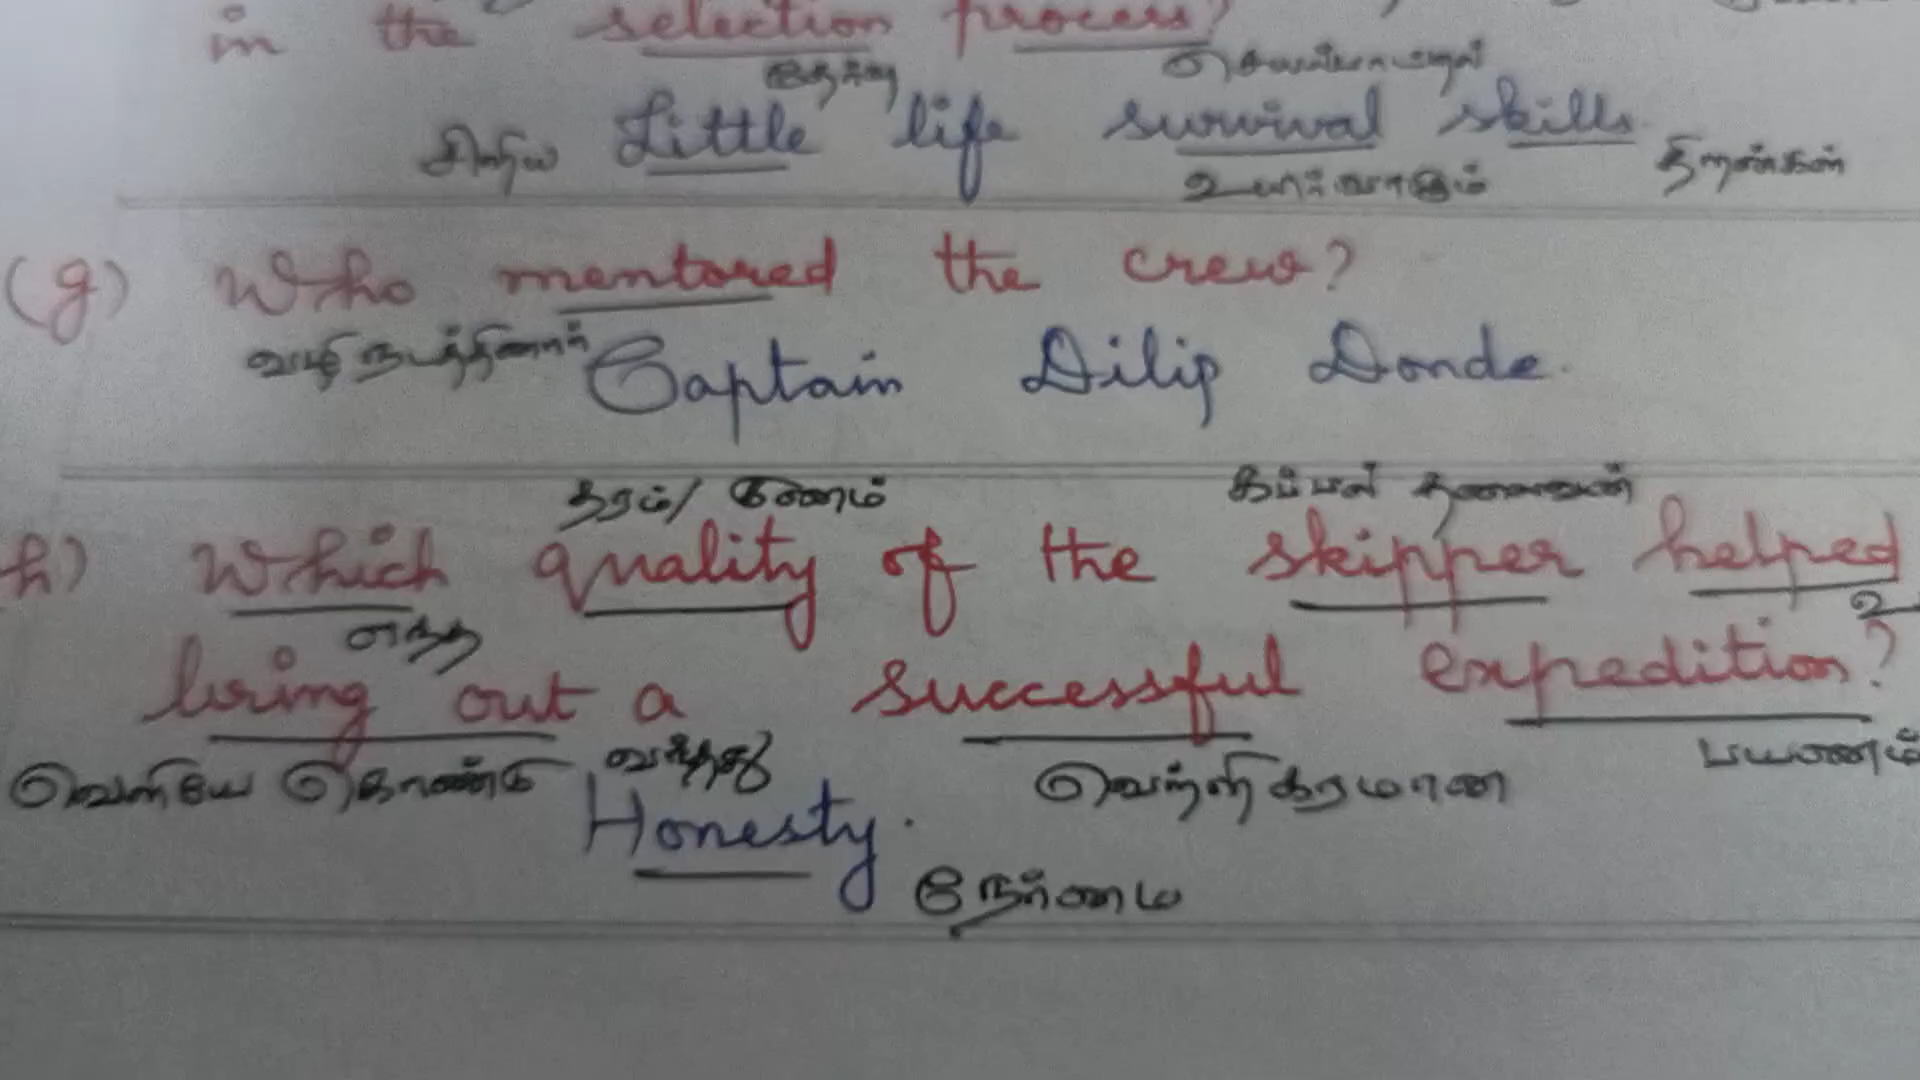 in the selection process?
தேர்வு செயல்பாட்டில்
சிறிய Little life survival skills.
உயிர் வாழும் திறன்கள்
(g) Who mentored the crew?
வழி நடத்தினார் Captain Dilip Donde.
தரம்/ குணம் கப்பல் தலைவன்
h) Which quality of the skipper helped
எந்த
bring out a successful expedition?
வெளியே கொண்டு வந்தது வெற்றிகரமான பயணம்
Honesty.
நேர்மை